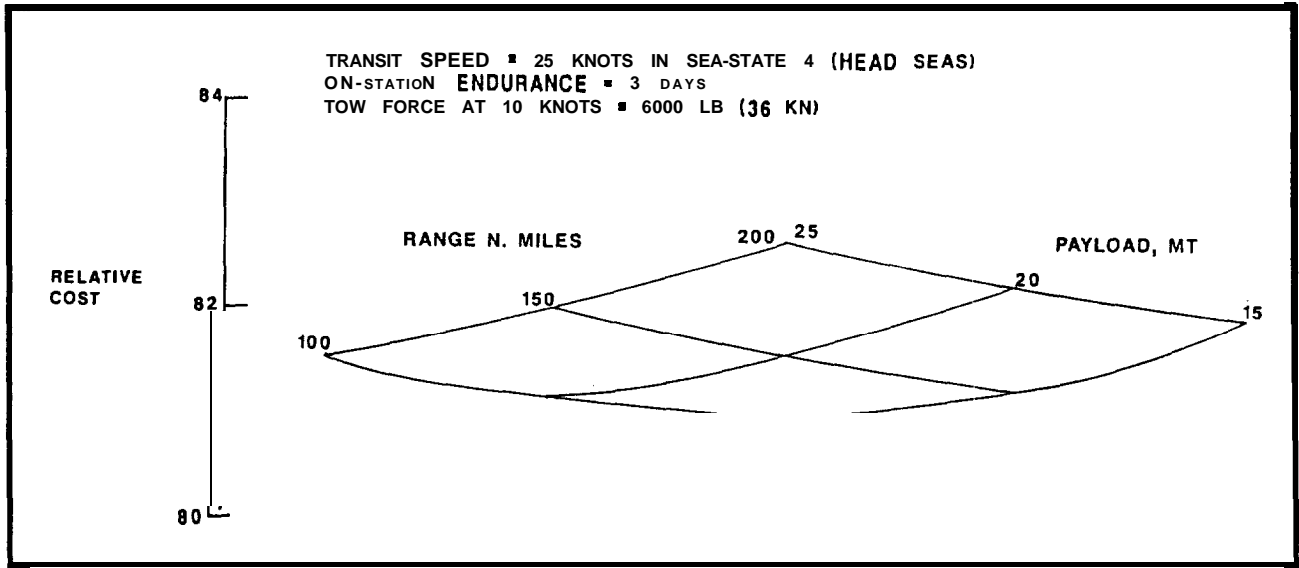 TRANSIT SPEED = 25 KNOTS IN SEA-STATE 4 (HEAD SEAS)
ON-STATION ENDURANCE = 3 DAYS
TOW FORCE AT 10 KNOTS = 6000 LB (36 KN)
84
RANGE N. MILES
200 25
PAYLOAD, MT
RELATIVE
COST
82
150
20
15
100
80